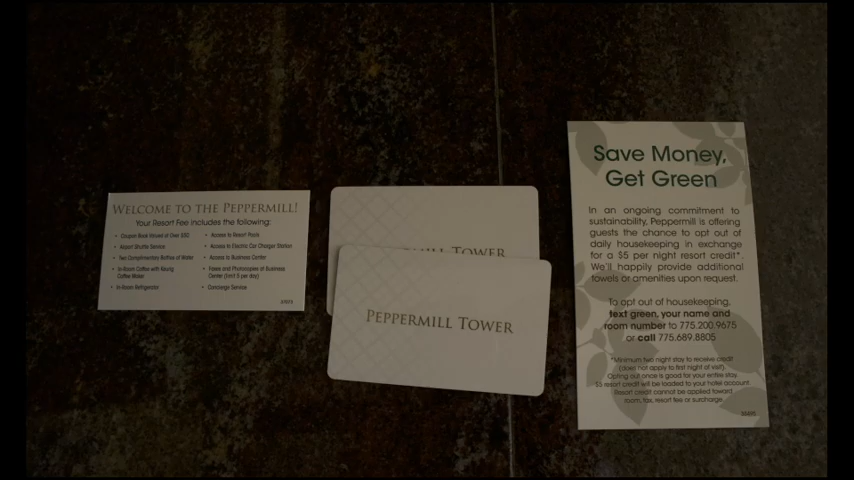 WELCOME TO THE PEPPERMILL!
Your Resort Fee includes the following:
• Coupon Book Valued at Over
• Airport Shuttle Service
• Two Complimentary Bottles of Water
• In-Room Coffee with Keurig
Coffee Maker
• In-Room Refrigerator
• Access to Resort Pools
• Access to Electric Car Charger Station
• Access to Business Center
• Faxes and Photocopies at Business
Center (limit 5 per day)
• Concierge Service
MILL TOWER
PEPPERMILL TOWER
Save Money,
Get Green
In an ongoing commitment to
sustainability, Peppermill is offering
guests the chance to opt out of
daily housekeeping in exchange
for a $5 per night resort credit*.
We'll happily provide additional
towels or amenities upon request.
To opt out of housekeeping,
text green, your name and
room number to 775.200.9675
or call 775.689.8805
*Minimum two night stay to receive credit
(does not apply to first night of visit).
Opting out once is good for your entire stay.
$5 resort credit will be loaded to your hotel account.
Resort credit cannot be applied toward
room, tax, resort fee or surcharge.